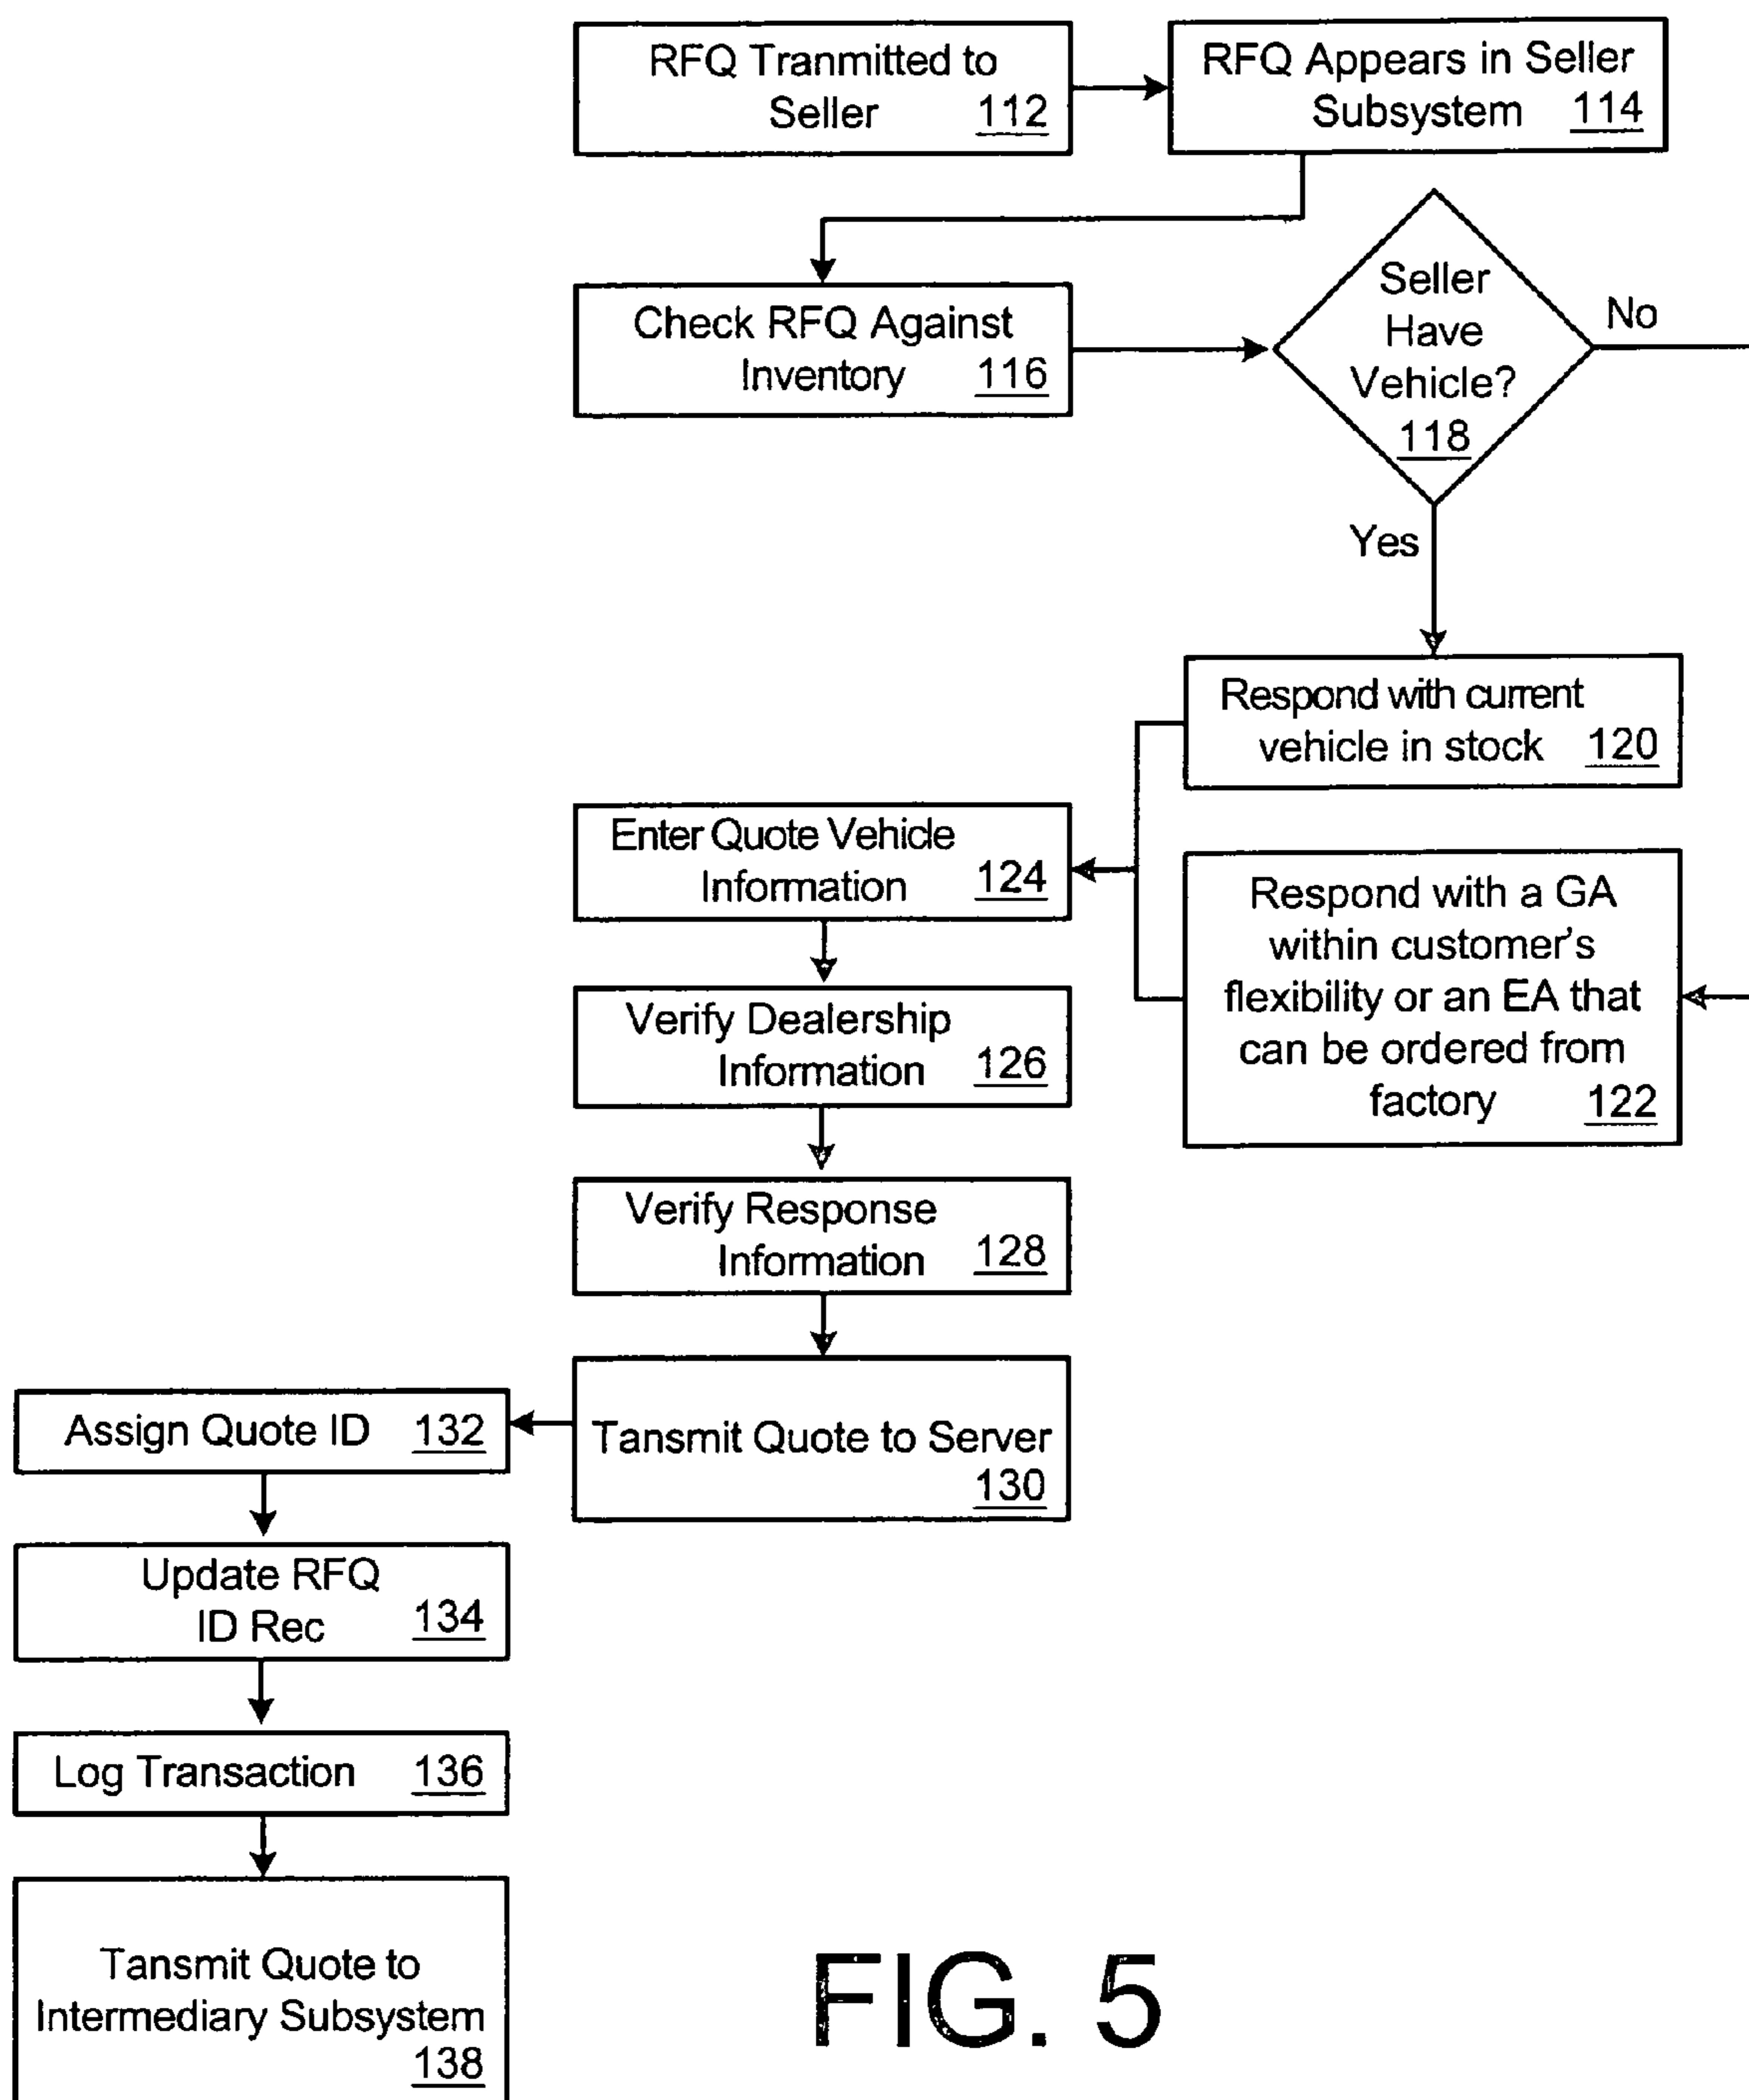 RFQ Tranmitted to
Seller 112
RFQ Appears in Seller
Subsystem 114
Check RFQ Against
Inventory 116
Seller
Have
Vehicle?
118
No
Yes
Respond with current
vehicle in stock 120
Respond with a GA
within customer's
flexibility or an EA that
can be ordered from
factory 122
Enter Quote Vehicle
Information 124
Verify Dealership
Information 126
Verify Response
Information 128
Tansmit Quote to Server
130
Assign Quote ID 132
Update RFQ
ID Rec 134
Log Transaction 136
Tansmit Quote to
Intermediary Subsystem
138
FIG. 5